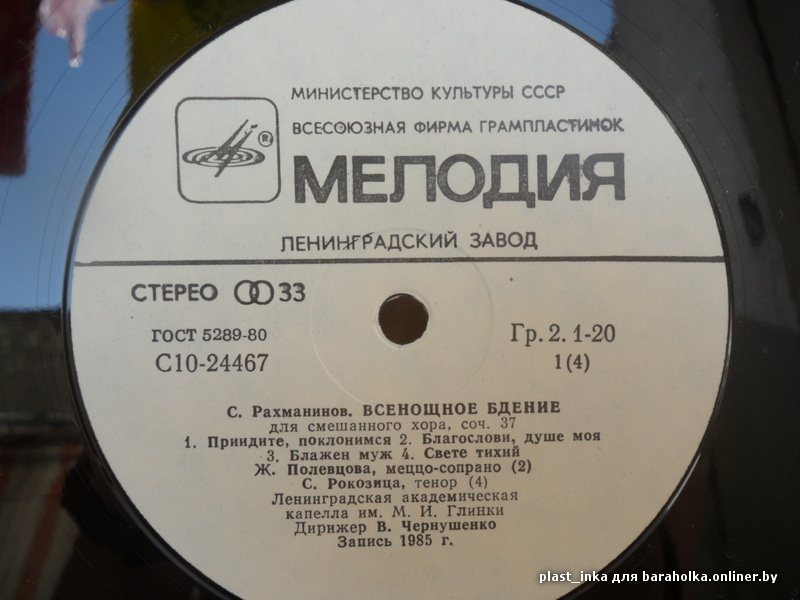 МИНИСТЕРСТВО КУЛЬТУРЫ СССР
ВСЕСОЮЗНАЯ ФИРМА ГРАМПЛАСТИНОК
®
МЕЛОДИЯ
ЛЕНИНГРАДСКИЙ ЗАВОД
СТЕРЕО 33
ГОСТ 5289-80
Гр. 2. 1-20
С10-24467
1 (4)
С. Рахманинов. ВСЕНОЩНОЕ БДЕНИЕ
для смешанного хора, соч. 37
1. Приидите, поклонимся 2. Благослови, душе моя
3. Блажен муж 4. Свете тихий
Ж. Полевцова, меццо-сопрано (2)
С. Рокозица, тенор (4)
Ленинградская академическая
капелла им. М. И. Глинки
Дирижер В. Чернушенко
Запись 1985 г.
plast_inka для baraholka.onliner.by